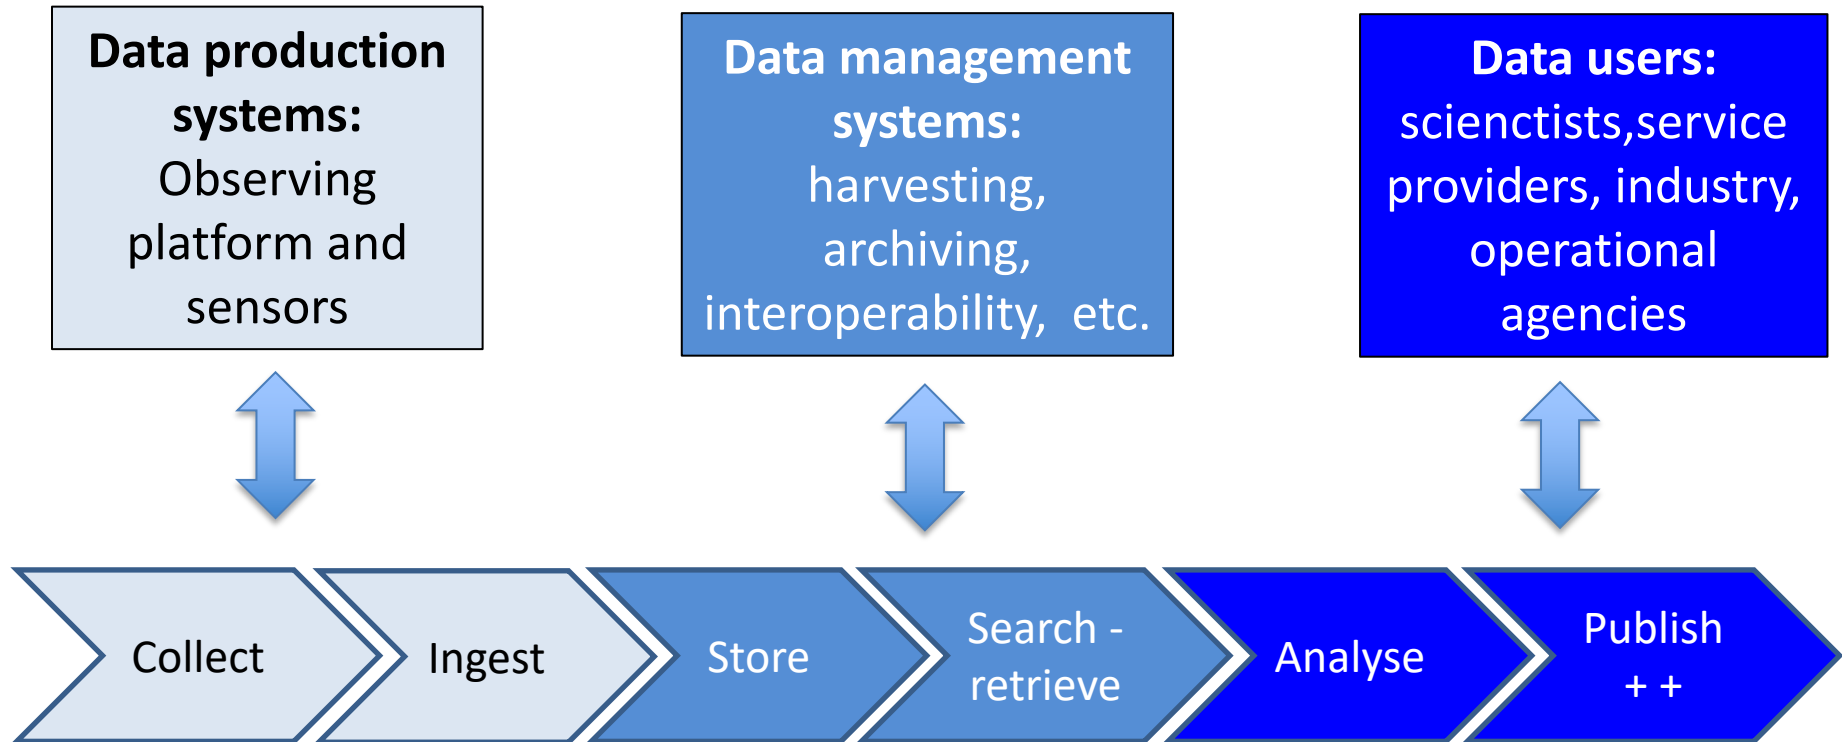 Data production
systems:
Observing
platform and
sensors
Data management
systems:
harvesting,
archiving,
interoperability,  etc.
Data users:
scienctists,service
providers, industry,
operational
agencies
Collect
Ingest
Store
Search -
retrieve
Analyse
Publish
+ +